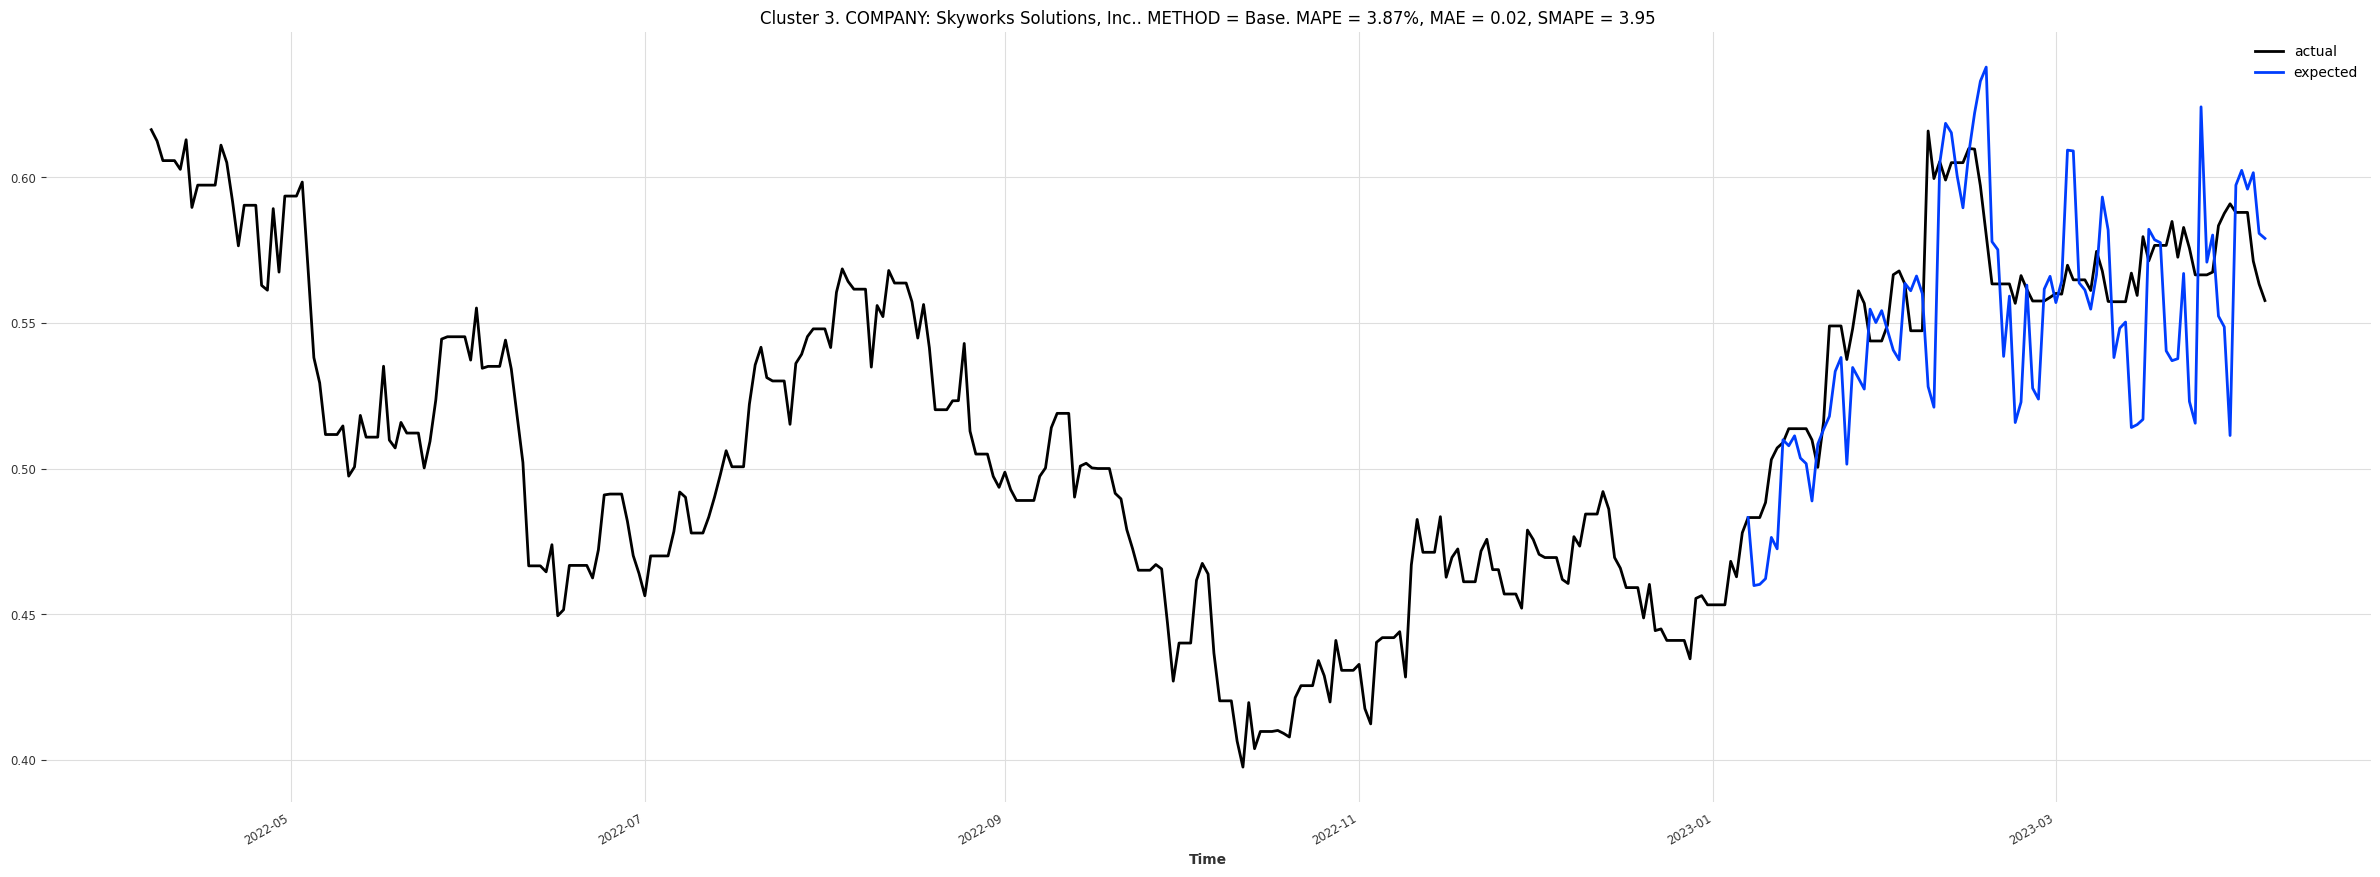 Cluster 3. COMPANY: Skyworks Solutions, Inc.. METHOD = Base. MAPE = 3.87%, MAE = 0.02, SMAPE = 3.95
actual
expected
0.60
0.55
0.50
0.45
0.40
2022-05
2022-07
2022-09
2022-11
2023-01
2023-03
Time